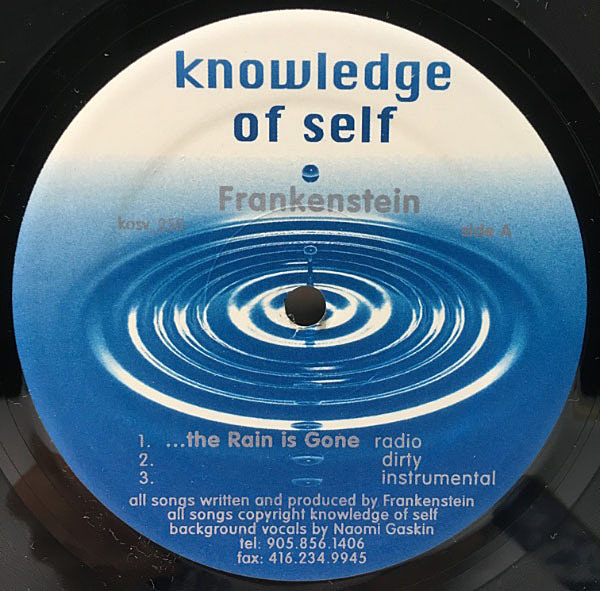 knowledge
of self
Frankenstein
kosv. 256 side A
1. ...the Rain is Gone radio
2. dirty
3. instrumental
all songs written and produced by Frankenstein
all songs copyright knowledge of self
background vocals by Naomi Gaskin
tel: 905.856.1406
fax: 416.234.9945